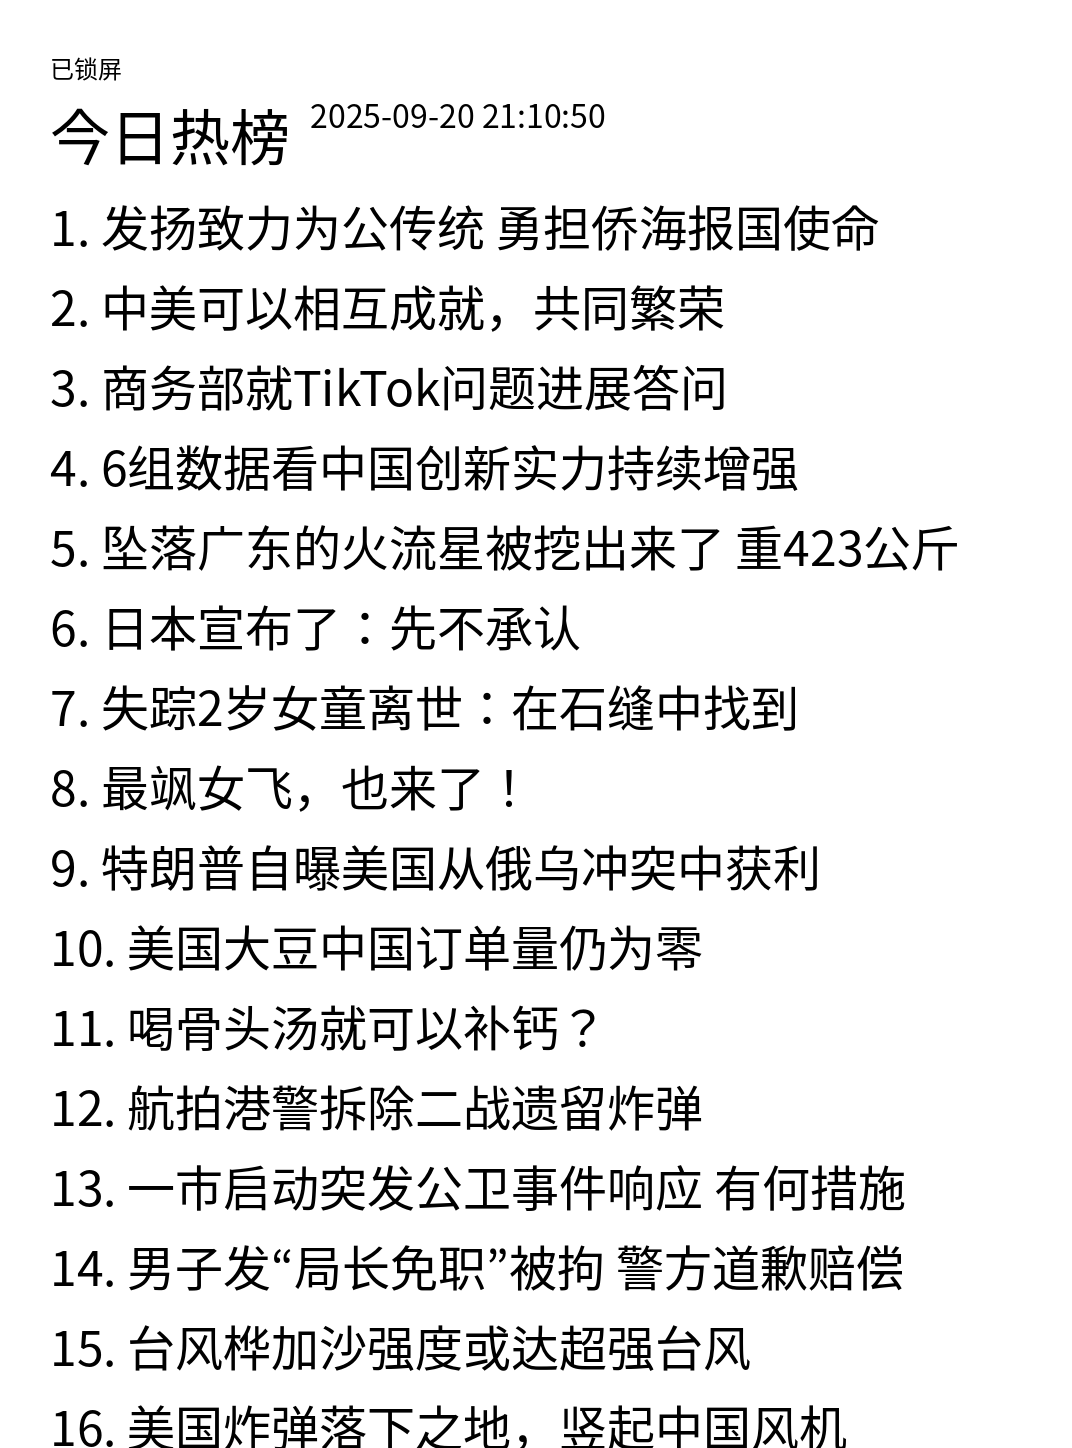 已锁屏
今日热榜 2025-09-20 21:10:50
1. 发扬致力为公传统 勇担侨海报国使命
2. 中美可以相互成就，共同繁荣
3. 商务部就TikTok问题进展答问
4. 6组数据看中国创新实力持续增强
5. 坠落广东的火流星被挖出来了 重423公斤
6. 日本宣布了：先不承认
7. 失踪2岁女童离世：在石缝中找到
8. 最飒女飞，也来了！
9. 特朗普自曝美国从俄乌冲突中获利
10. 美国大豆中国订单量仍为零
11. 喝骨头汤就可以补钙？
12. 航拍港警拆除二战遗留炸弹
13. 一市启动突发公卫事件响应 有何措施
14. 男子发“局长免职”被拘 警方道歉赔偿
15. 台风桦加沙强度或达超强台风
16. 美国炸弹落下之地，竖起中国风机